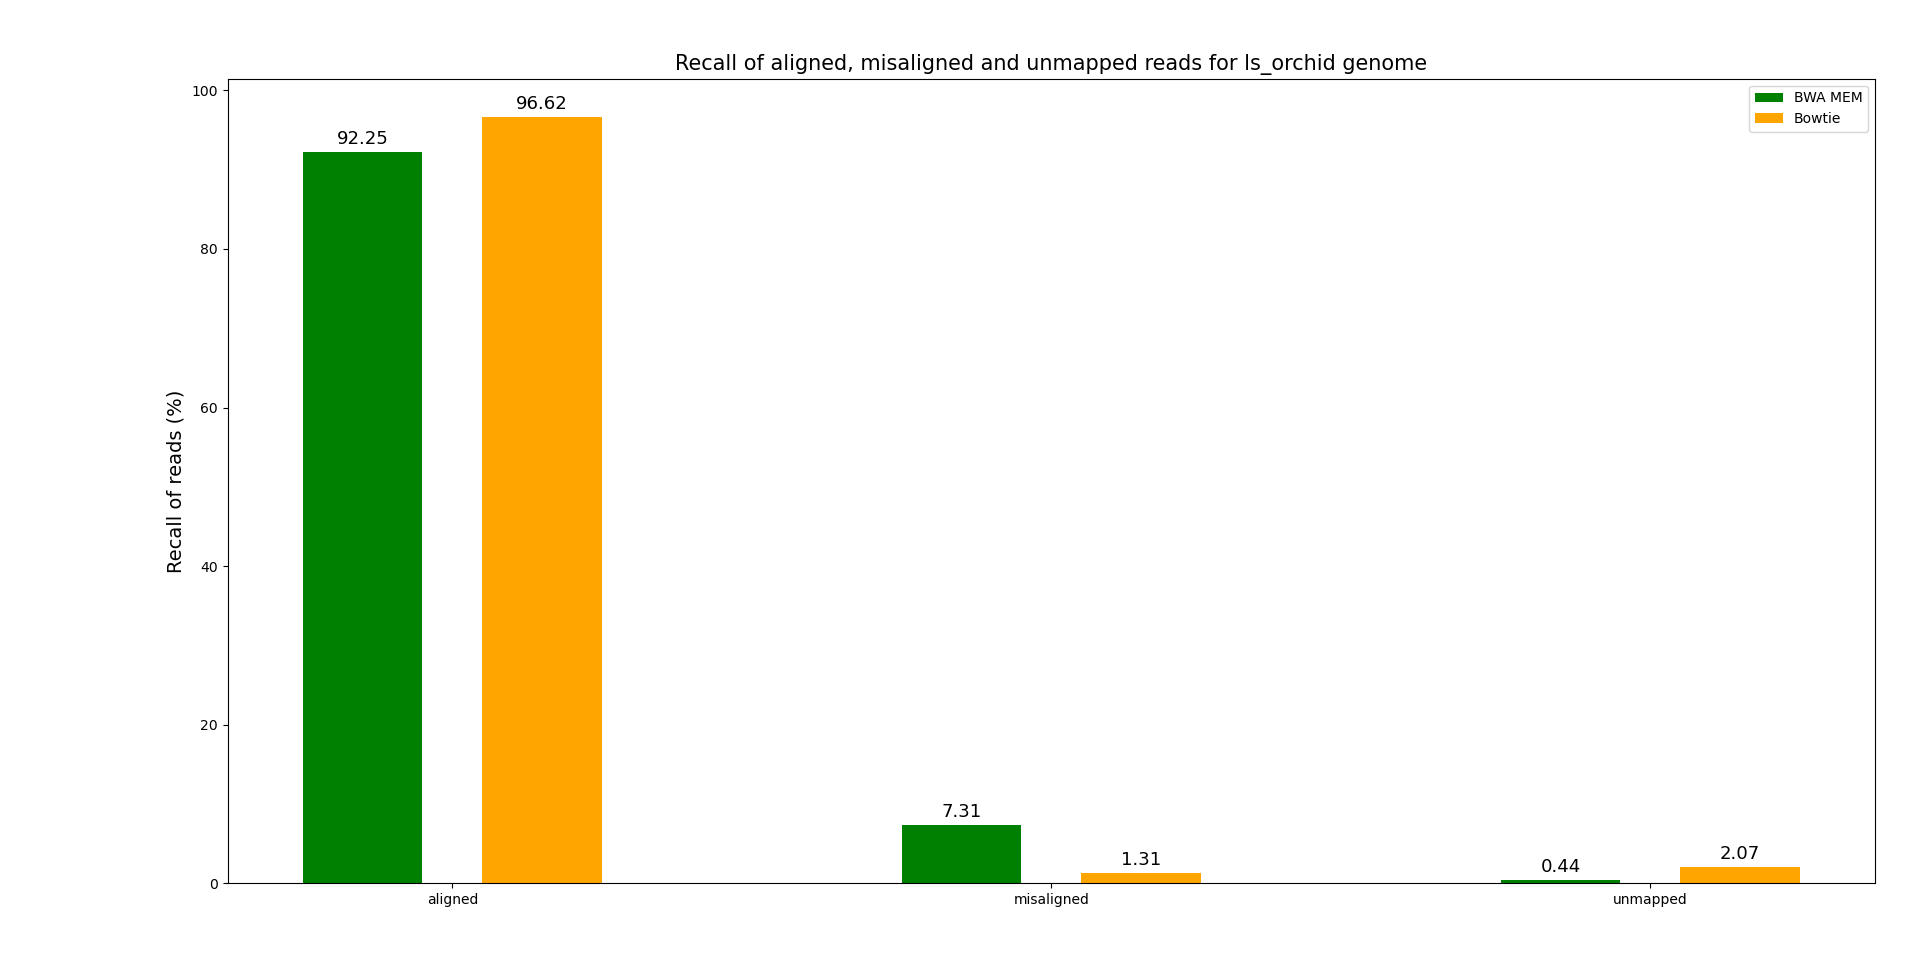 Recall of aligned, misaligned and unmapped reads for ls_orchid genome
BWA MEM
Bowtie
Recall of reads (%)
100
80
60
40
20
0
92.25
96.62
7.31
1.31
0.44
2.07
aligned
misaligned
unmapped